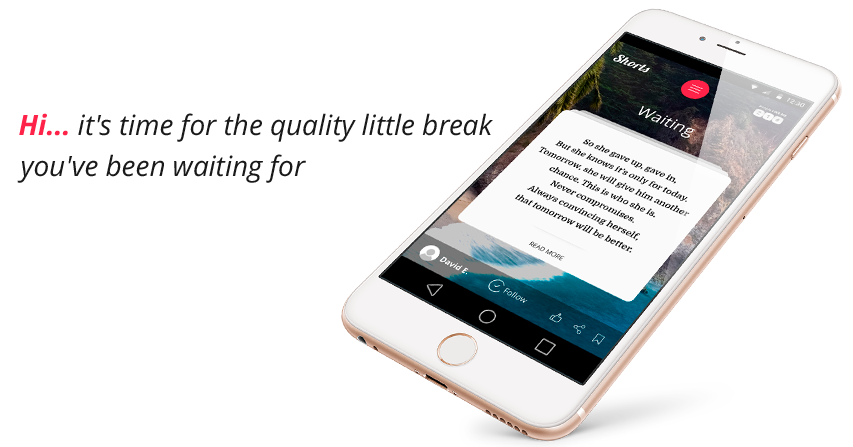 Hi... it's time for the quality little break
you've been waiting for
Shorts
12:30
Waiting
So she gave up, gave in,
But she knows it's only for today.
Tomorrow, she will give him another
chance. This is who she is.
Never compromises.
Always convincing herself,
that tomorrow will be better.
READ MORE
David E.
Follow